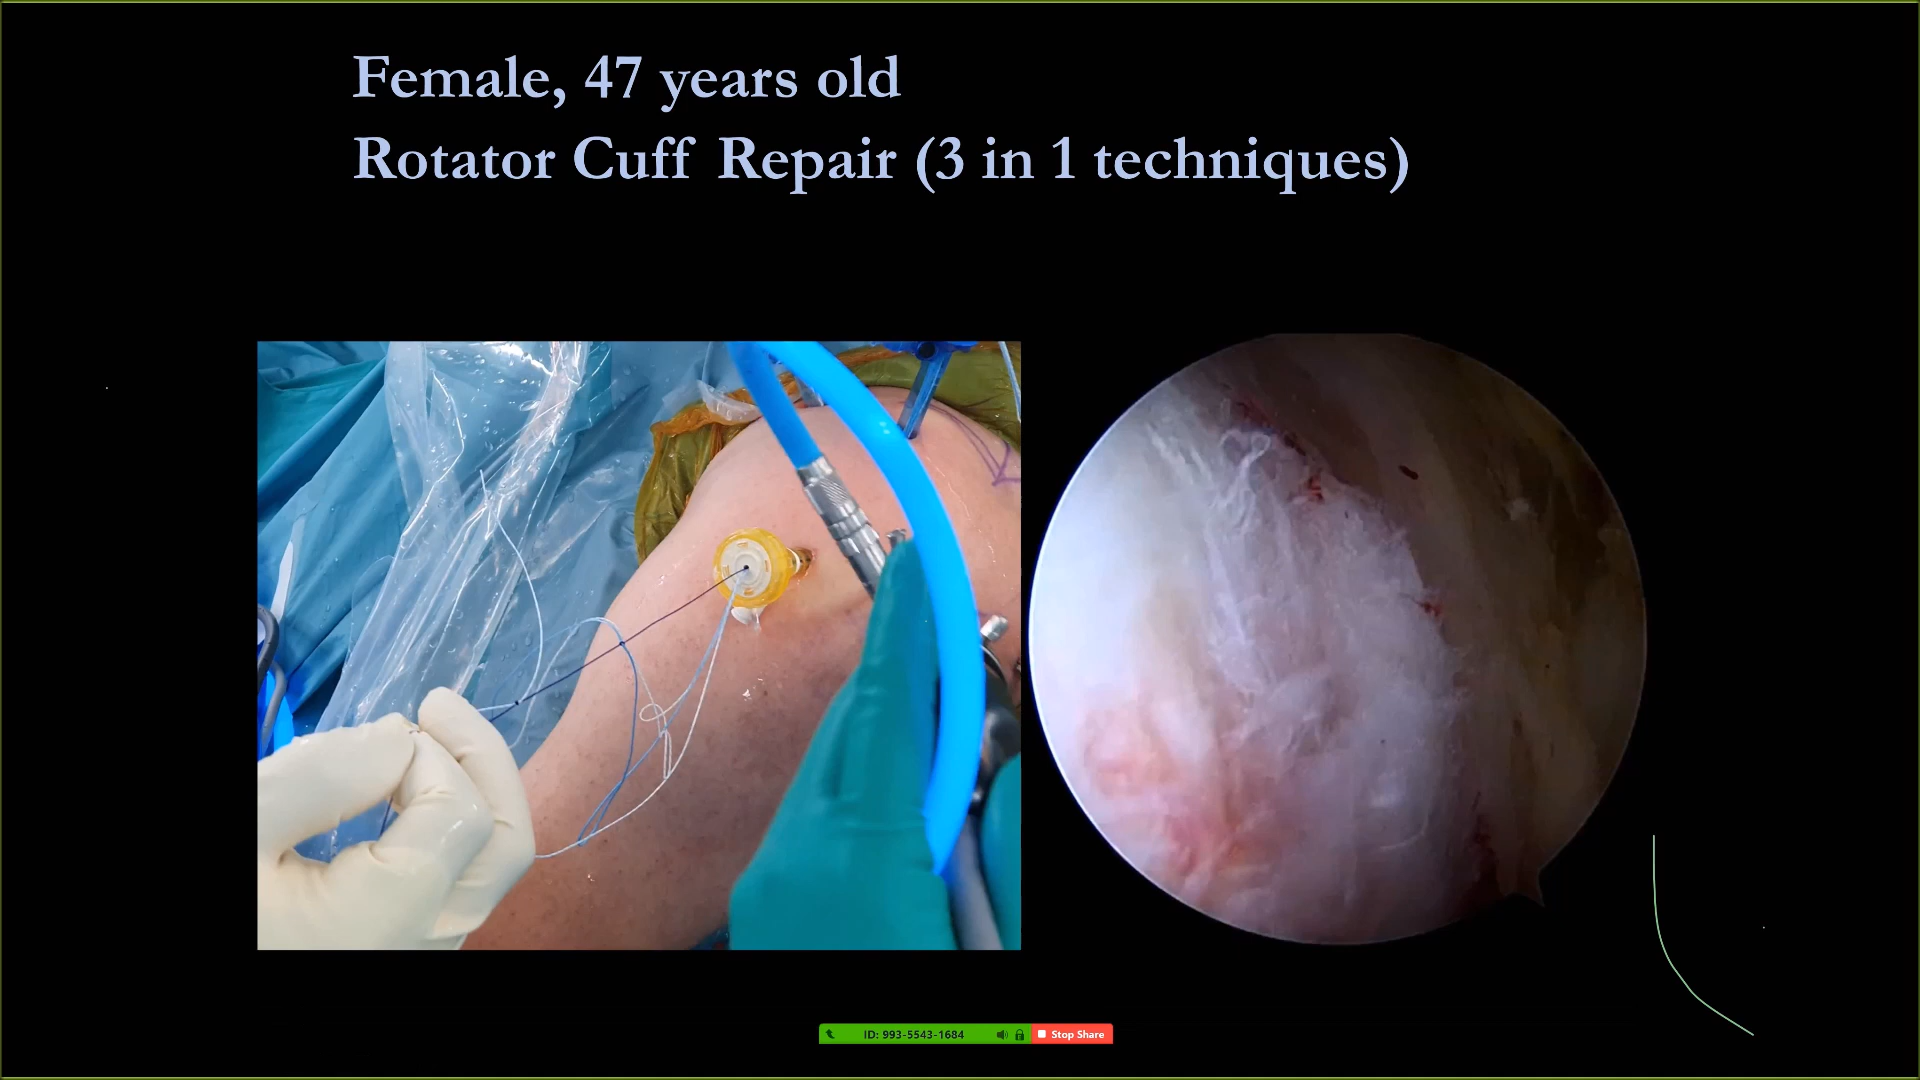 Female, 47 years old
Rotator Cuff Repair (3 in 1 techniques)
ID: 993-5543-1684
Stop Share